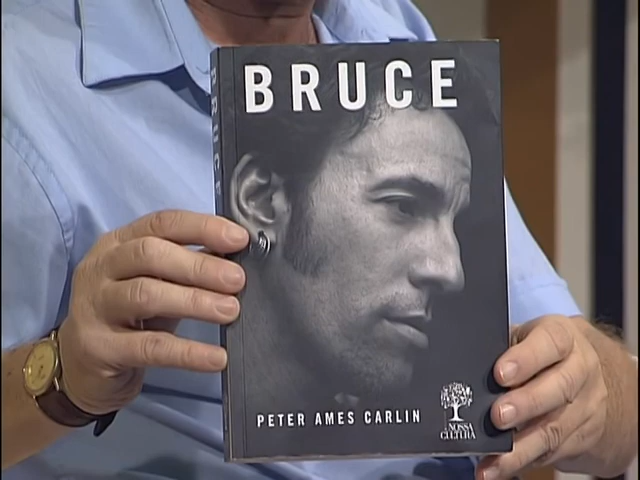 BRUCE
BRUCE
PETER AMES CARLIN
NOSSA
CULTURA